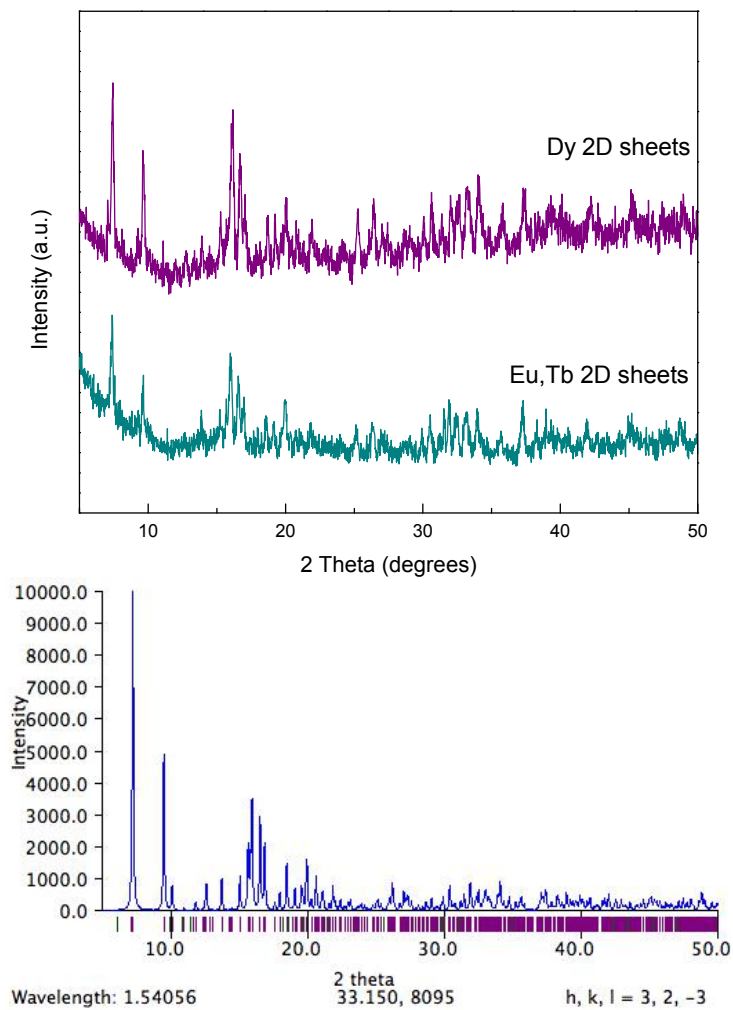 Dy 2D sheets
Eu,Tb 2D sheets
Intensity (a.u.)
10 20 30 40 50
2 Theta (degrees)
10000.0
9000.0
8000.0
7000.0
6000.0
5000.0
4000.0
3000.0
2000.0
1000.0
0.0
Intensity
10.0 20.0 30.0 40.0 50.0
2 theta
Wavelength: 1.54056 33.150, 8095 h, k, l = 3, 2, -3